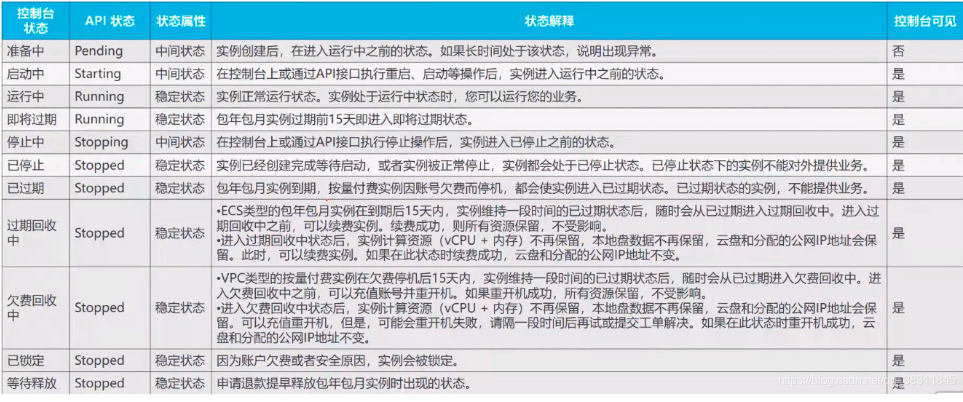 控制台
状态
API 状态
状态属性
状态解释
控制台可见
准备中 Pending 中间状态 实例创建后，在进入运行中之前的状态。如果长时间处于该状态，说明出现异常。 否
启动中 Starting 中间状态 在控制台上或通过API接口执行重启、启动等操作后，实例进入运行中之前的状态。 是
运行中 Running 稳定状态 实例正常运行状态。实例处于运行中状态时，您可以运行您的业务。 是
即将过期 Running 稳定状态 包年包月实例过期前15天即进入即将过期状态。 是
停止中 Stopping 中间状态 在控制台上或通过API接口执行停止操作后，实例进入已停止之前的状态。 是
已停止 Stopped 稳定状态 实例已经创建完成等待启动，或者实例被正常停止，实例都会处于已停止状态。已停止状态下的实例不能对外提供业务。 是
已过期 Stopped 稳定状态 包年包月实例到期，按量付费实例因账号欠费而停机，都会使实例进入已过期状态。已过期状态的实例，不能提供业务。 是
过期回收
中
Stopped
稳定状态
•ECS类型的包年包月实例在到期后15天内，实例维持一段时间的已过期状态后，随时会从已过期进入过期回收中。进入过
期回收中之前，可以续费实例。续费成功，则所有资源保留，不受影响。
•进入过期回收中状态后，实例计算资源（vCPU + 内存）不再保留，本地盘数据不再保留，云盘和分配的公网IP地址会保
留。此时，可以续费实例。如果在此状态时续费成功，云盘和分配的公网IP地址不变。
是
欠费回收
中
Stopped
稳定状态
•VPC类型的按量付费实例在欠费停机后15天内，实例维持一段时间的已过期状态后，随时会从已过期进入欠费回收中。进
入欠费回收中之前，可以充值账号并重开机。如果重开机成功，所有资源保留，不受影响。
•进入欠费回收中状态后，实例计算资源（vCPU + 内存）不再保留，本地盘数据不再保留，云盘和分配的公网IP地址会保
留。可以充值重开机，但是，可能会重开机失败，请隔一段时间后再试或提交工单解决。如果在此状态时重开机成功，云
盘和分配的公网IP地址不变。
是
已锁定 Stopped 稳定状态 因为账户欠费或者安全原因，实例会被锁定。 是
等待释放 Stopped 稳定状态 申请退款提早释放包年包月实例时出现的状态。 是